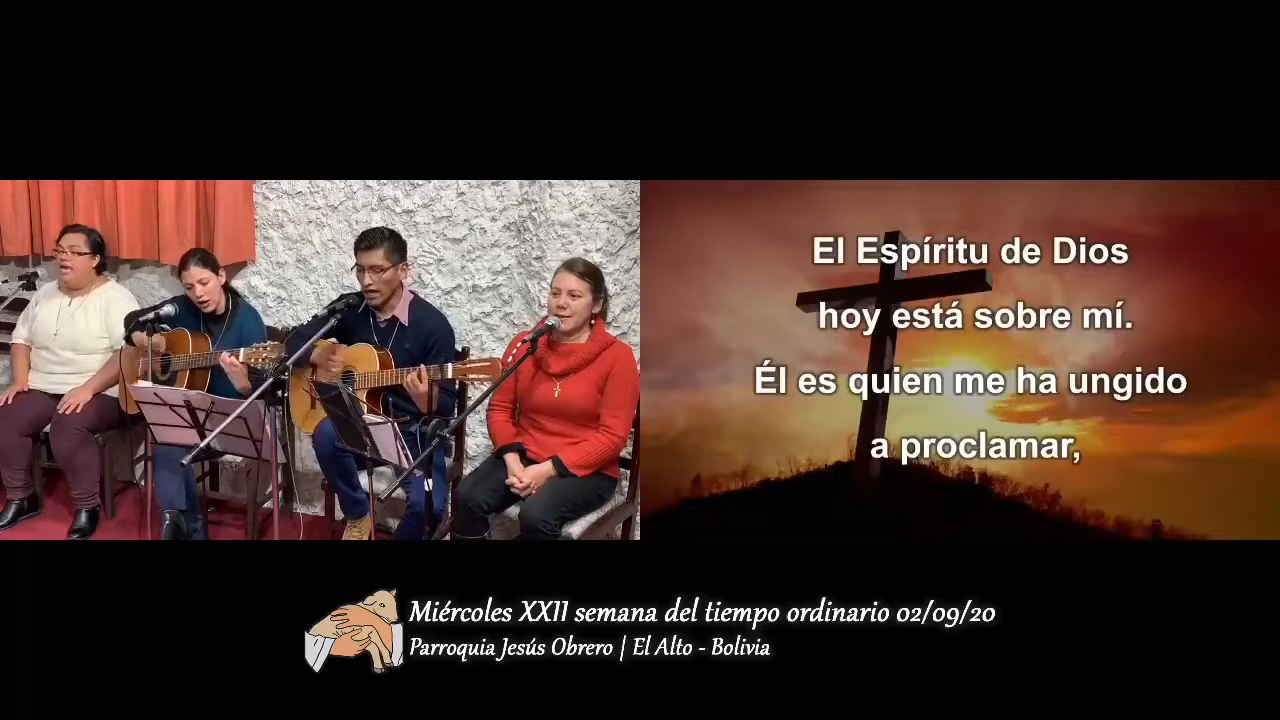 El Espíritu de Dios
hoy está sobre mí.
Él es quien me ha ungido
a proclamar,
Miércoles XXII semana del tiempo ordinario 02/09/20
Parroquia Jesús Obrero | El Alto - Bolivia